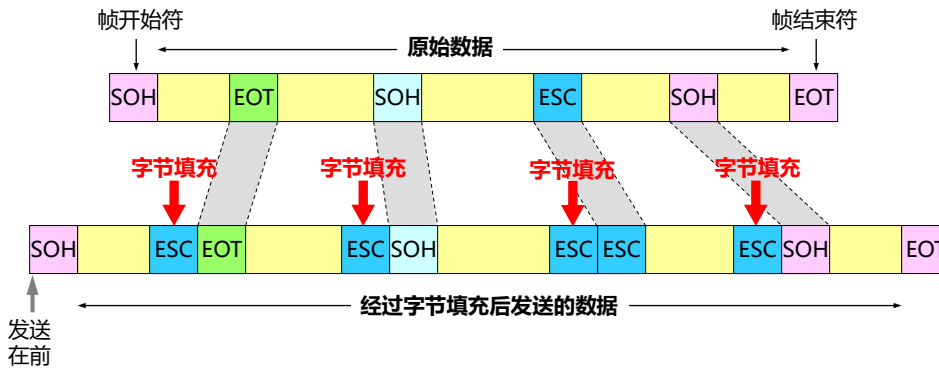 帧开始符
帧结束符
原始数据
SOH EOT SOH ESC SOH EOT
字节填充 字节填充 字节填充 字节填充
SOH ESC EOT ESC SOH ESC ESC ESC SOH EOT
经过字节填充后发送的数据
发送
在前